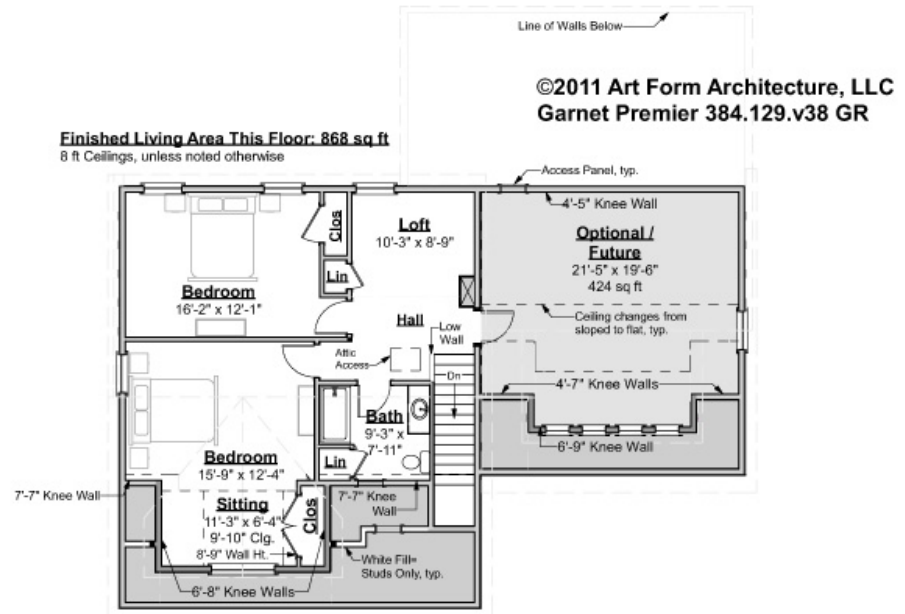 Line of Walls Below
©2011 Art Form Architecture, LLC
Garnet Premier 384.129.v38 GR
Finished Living Area This Floor: 868 sq ft
8 ft Ceilings, unless noted otherwise
Access Panel, typ.
4'-5" Knee Wall
Clos
Loft
10'-3" x 8'-9"
Optional /
Future
21'-5" x 19'-6"
424 sq ft
Lin
Bedroom
16'-2" x 12'-1"
Ceiling changes from
sloped to flat, typ.
Hall
Low
Wall
Attic
Access
Dn
4'-7" Knee Walls
Bath
9'-3" x
7'-11"
6'-9" Knee Wall
Bedroom
15'-9" x 12'-4"
Lin
7'-7" Knee Wall
Sitting
11'-3" x 6'-4"
9'-10" Clg.
8'-9" Wall Ht.
Clos
7'-7" Knee
Wall
White Fill=
Studs Only, typ.
6'-8" Knee Walls